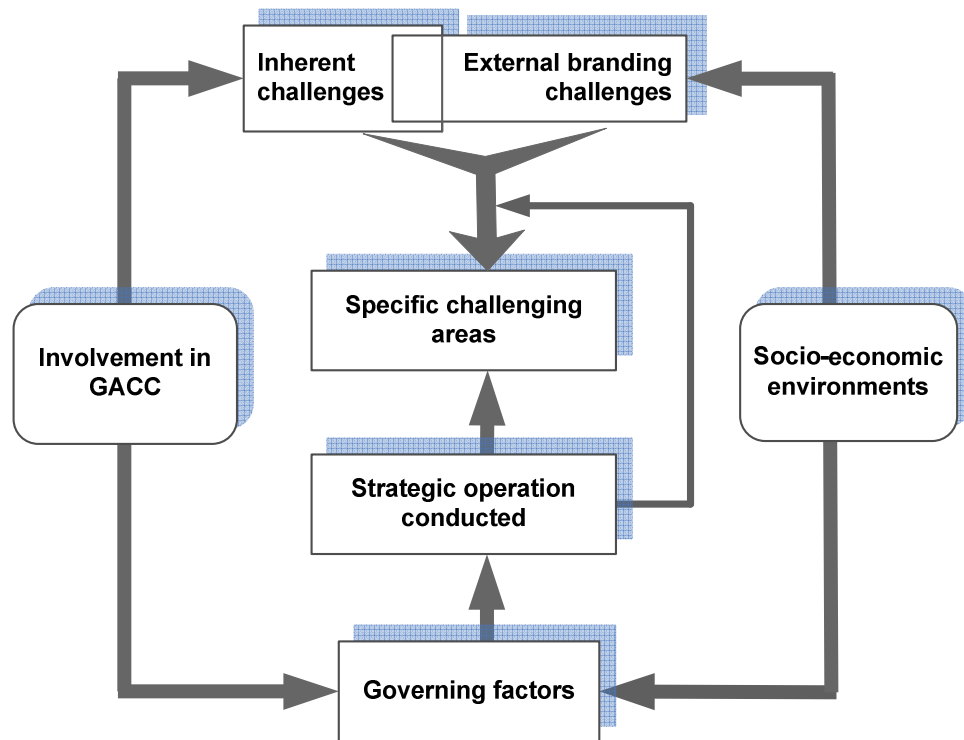 Inherent
challenges
External branding
challenges
Specific challenging
areas
Involvement in
GACC
Socio-economic
environments
Strategic operation
conducted
Governing factors